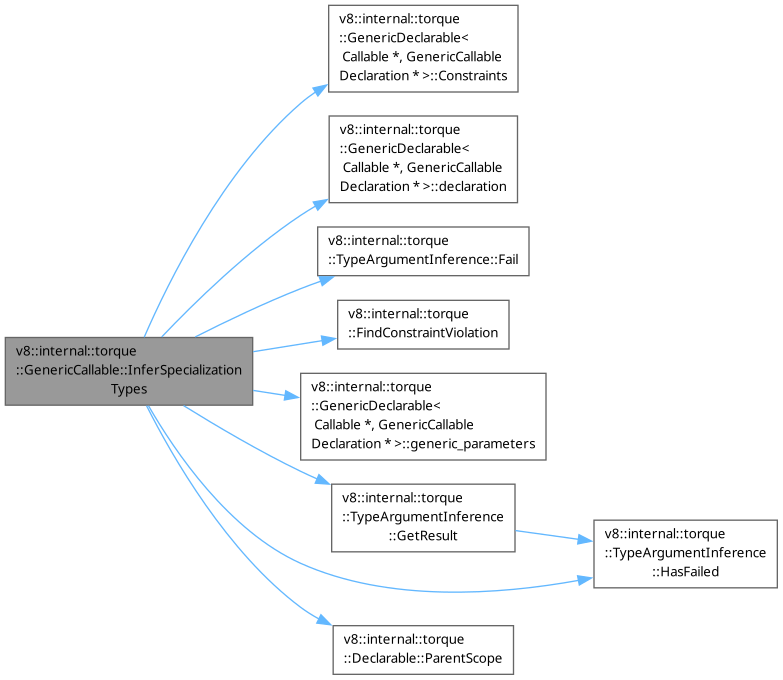 v8::internal::torque
::GenericDeclarable<
Callable *, GenericCallable
Declaration * >::Constraints
v8::internal::torque
::GenericDeclarable<
Callable *, GenericCallable
Declaration * >::declaration
v8::internal::torque
::TypeArgumentInference::Fail
v8::internal::torque
::FindConstraintViolation
v8::internal::torque
::GenericCallable::InferSpecialization
Types
v8::internal::torque
::GenericDeclarable<
Callable *, GenericCallable
Declaration * >::generic_parameters
v8::internal::torque
::TypeArgumentInference
::GetResult
v8::internal::torque
::TypeArgumentInference
::HasFailed
v8::internal::torque
::Declarable::ParentScope